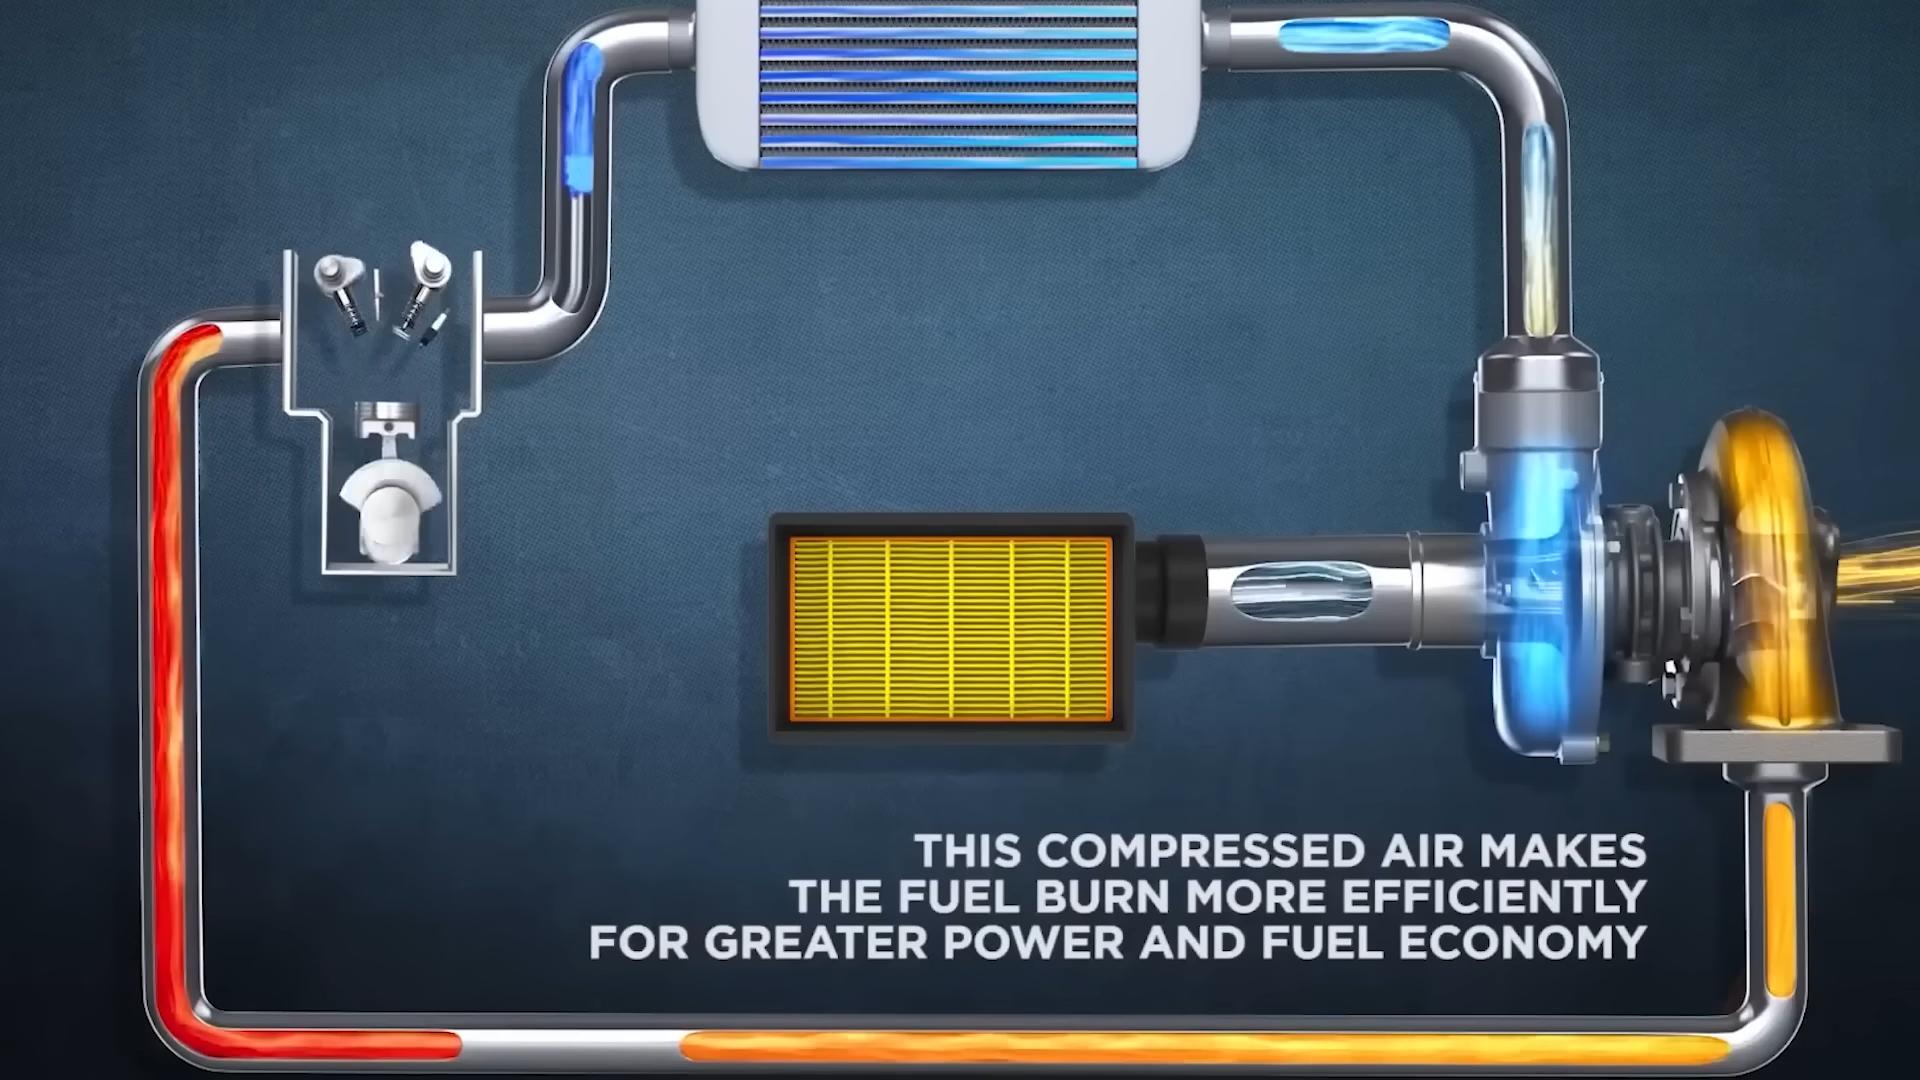 THIS COMPRESSED AIR MAKES
THE FUEL BURN MORE EFFICIENTLY
FOR GREATER POWER AND FUEL ECONOMY